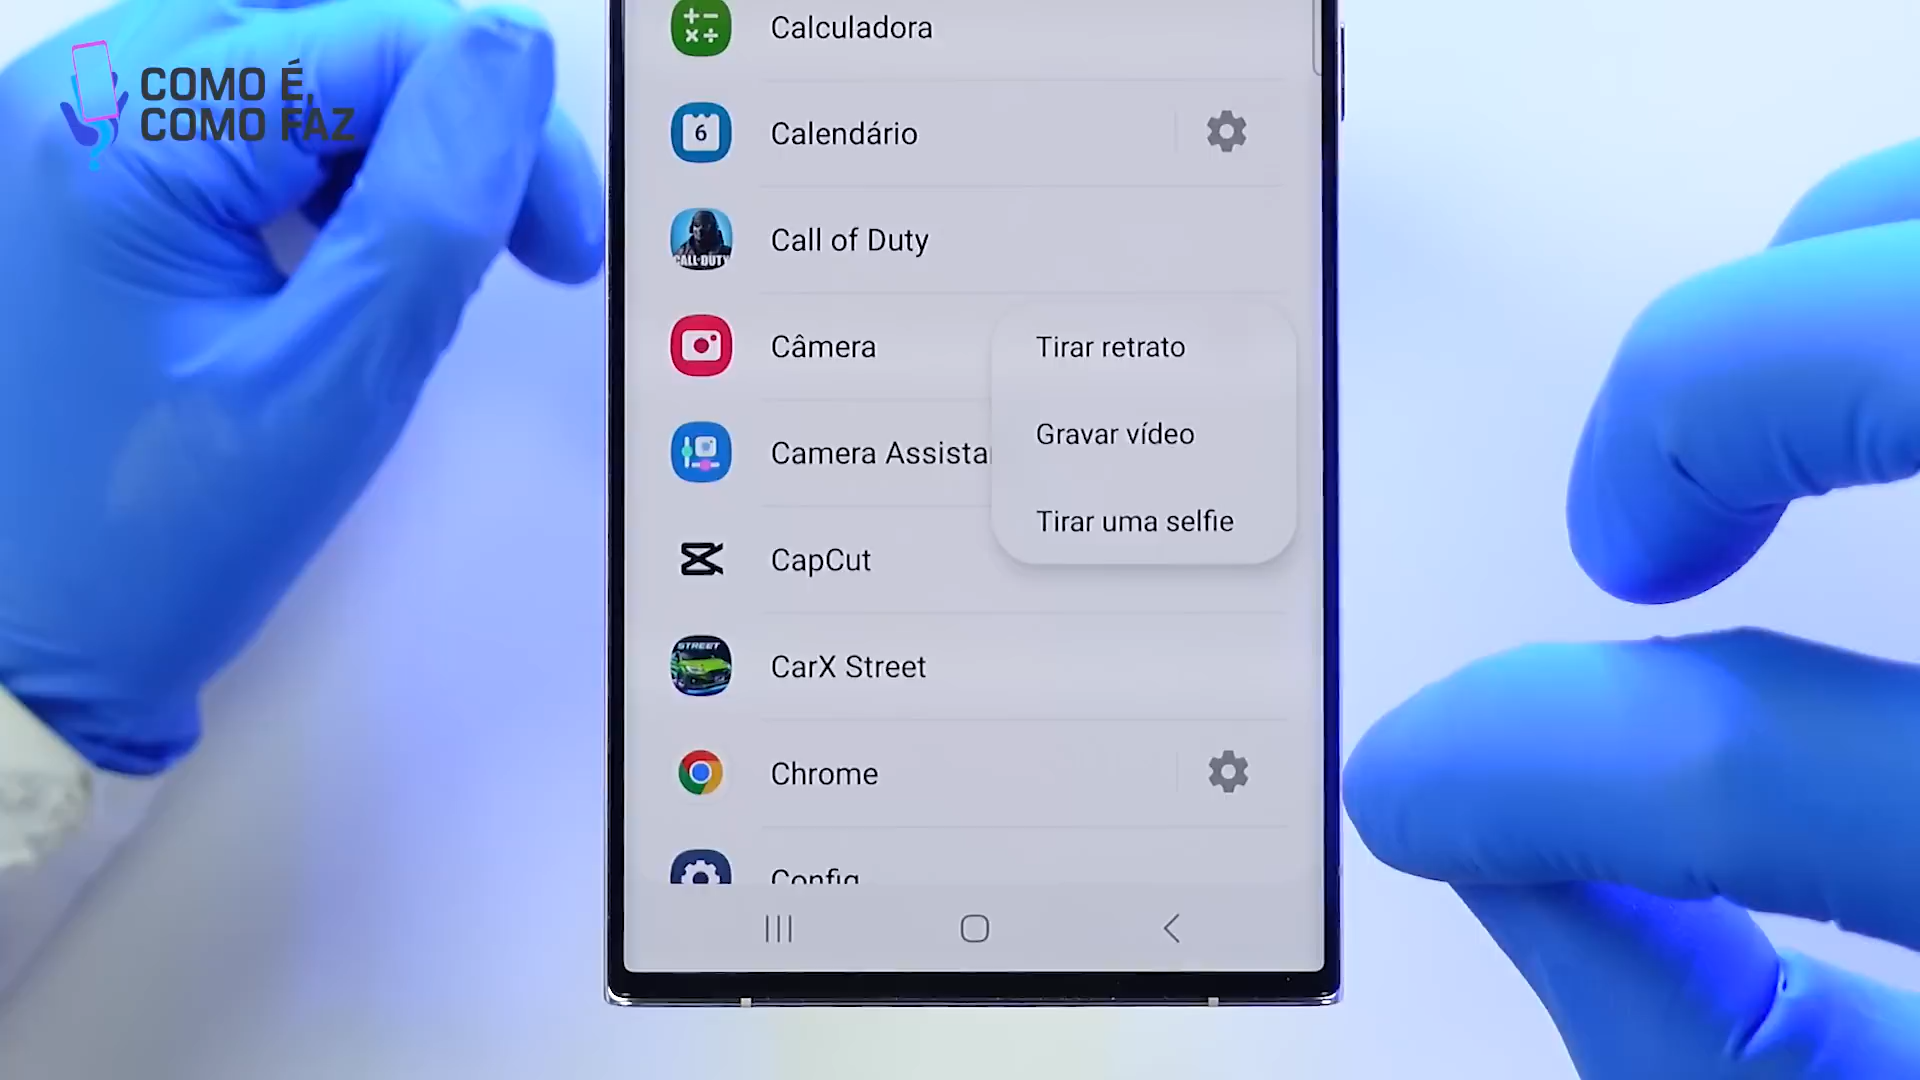 COMO É,
COMO FAZ
Calculadora
6
Calendário
CALL·DUTY
Call of Duty
Câmera
Tirar retrato
Gravar vídeo
Camera Assista
Tirar uma selfie
CapCut
STREET
CarX Street
Chrome
Config